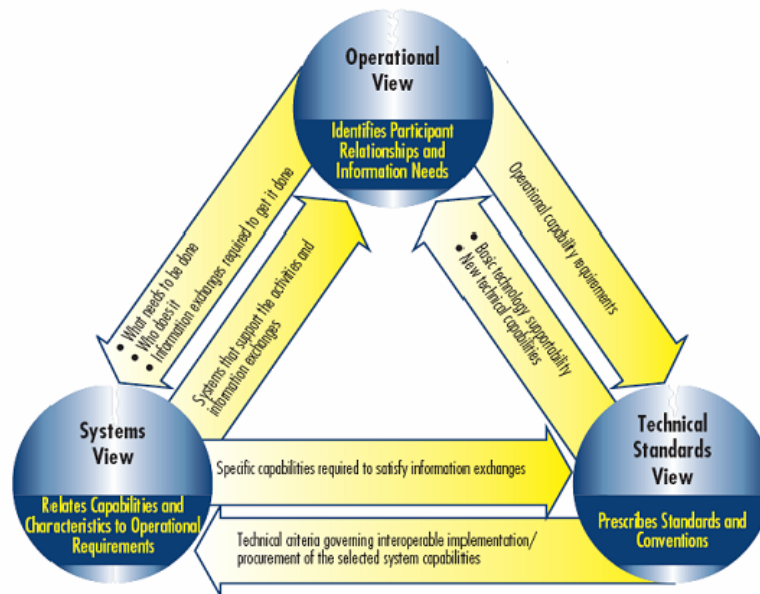 Operational
View
Identifies Participant
Relationships and
Information Needs
• What needs to be done
• Who does it
• Information exchanges required to get it done
Systems that support the activities and
information exchanges
• Basic technology supportability
• New technical capabilities
Operational capability requirements
Systems
View
Relates Capabilities and
Characteristics to Operational
Requirements
Specific capabilities required to satisfy information exchanges
Technical criteria governing interoperable implementation/
procurement of the selected system capabilities
Technical
Standards
View
Prescribes Standards and
Conventions